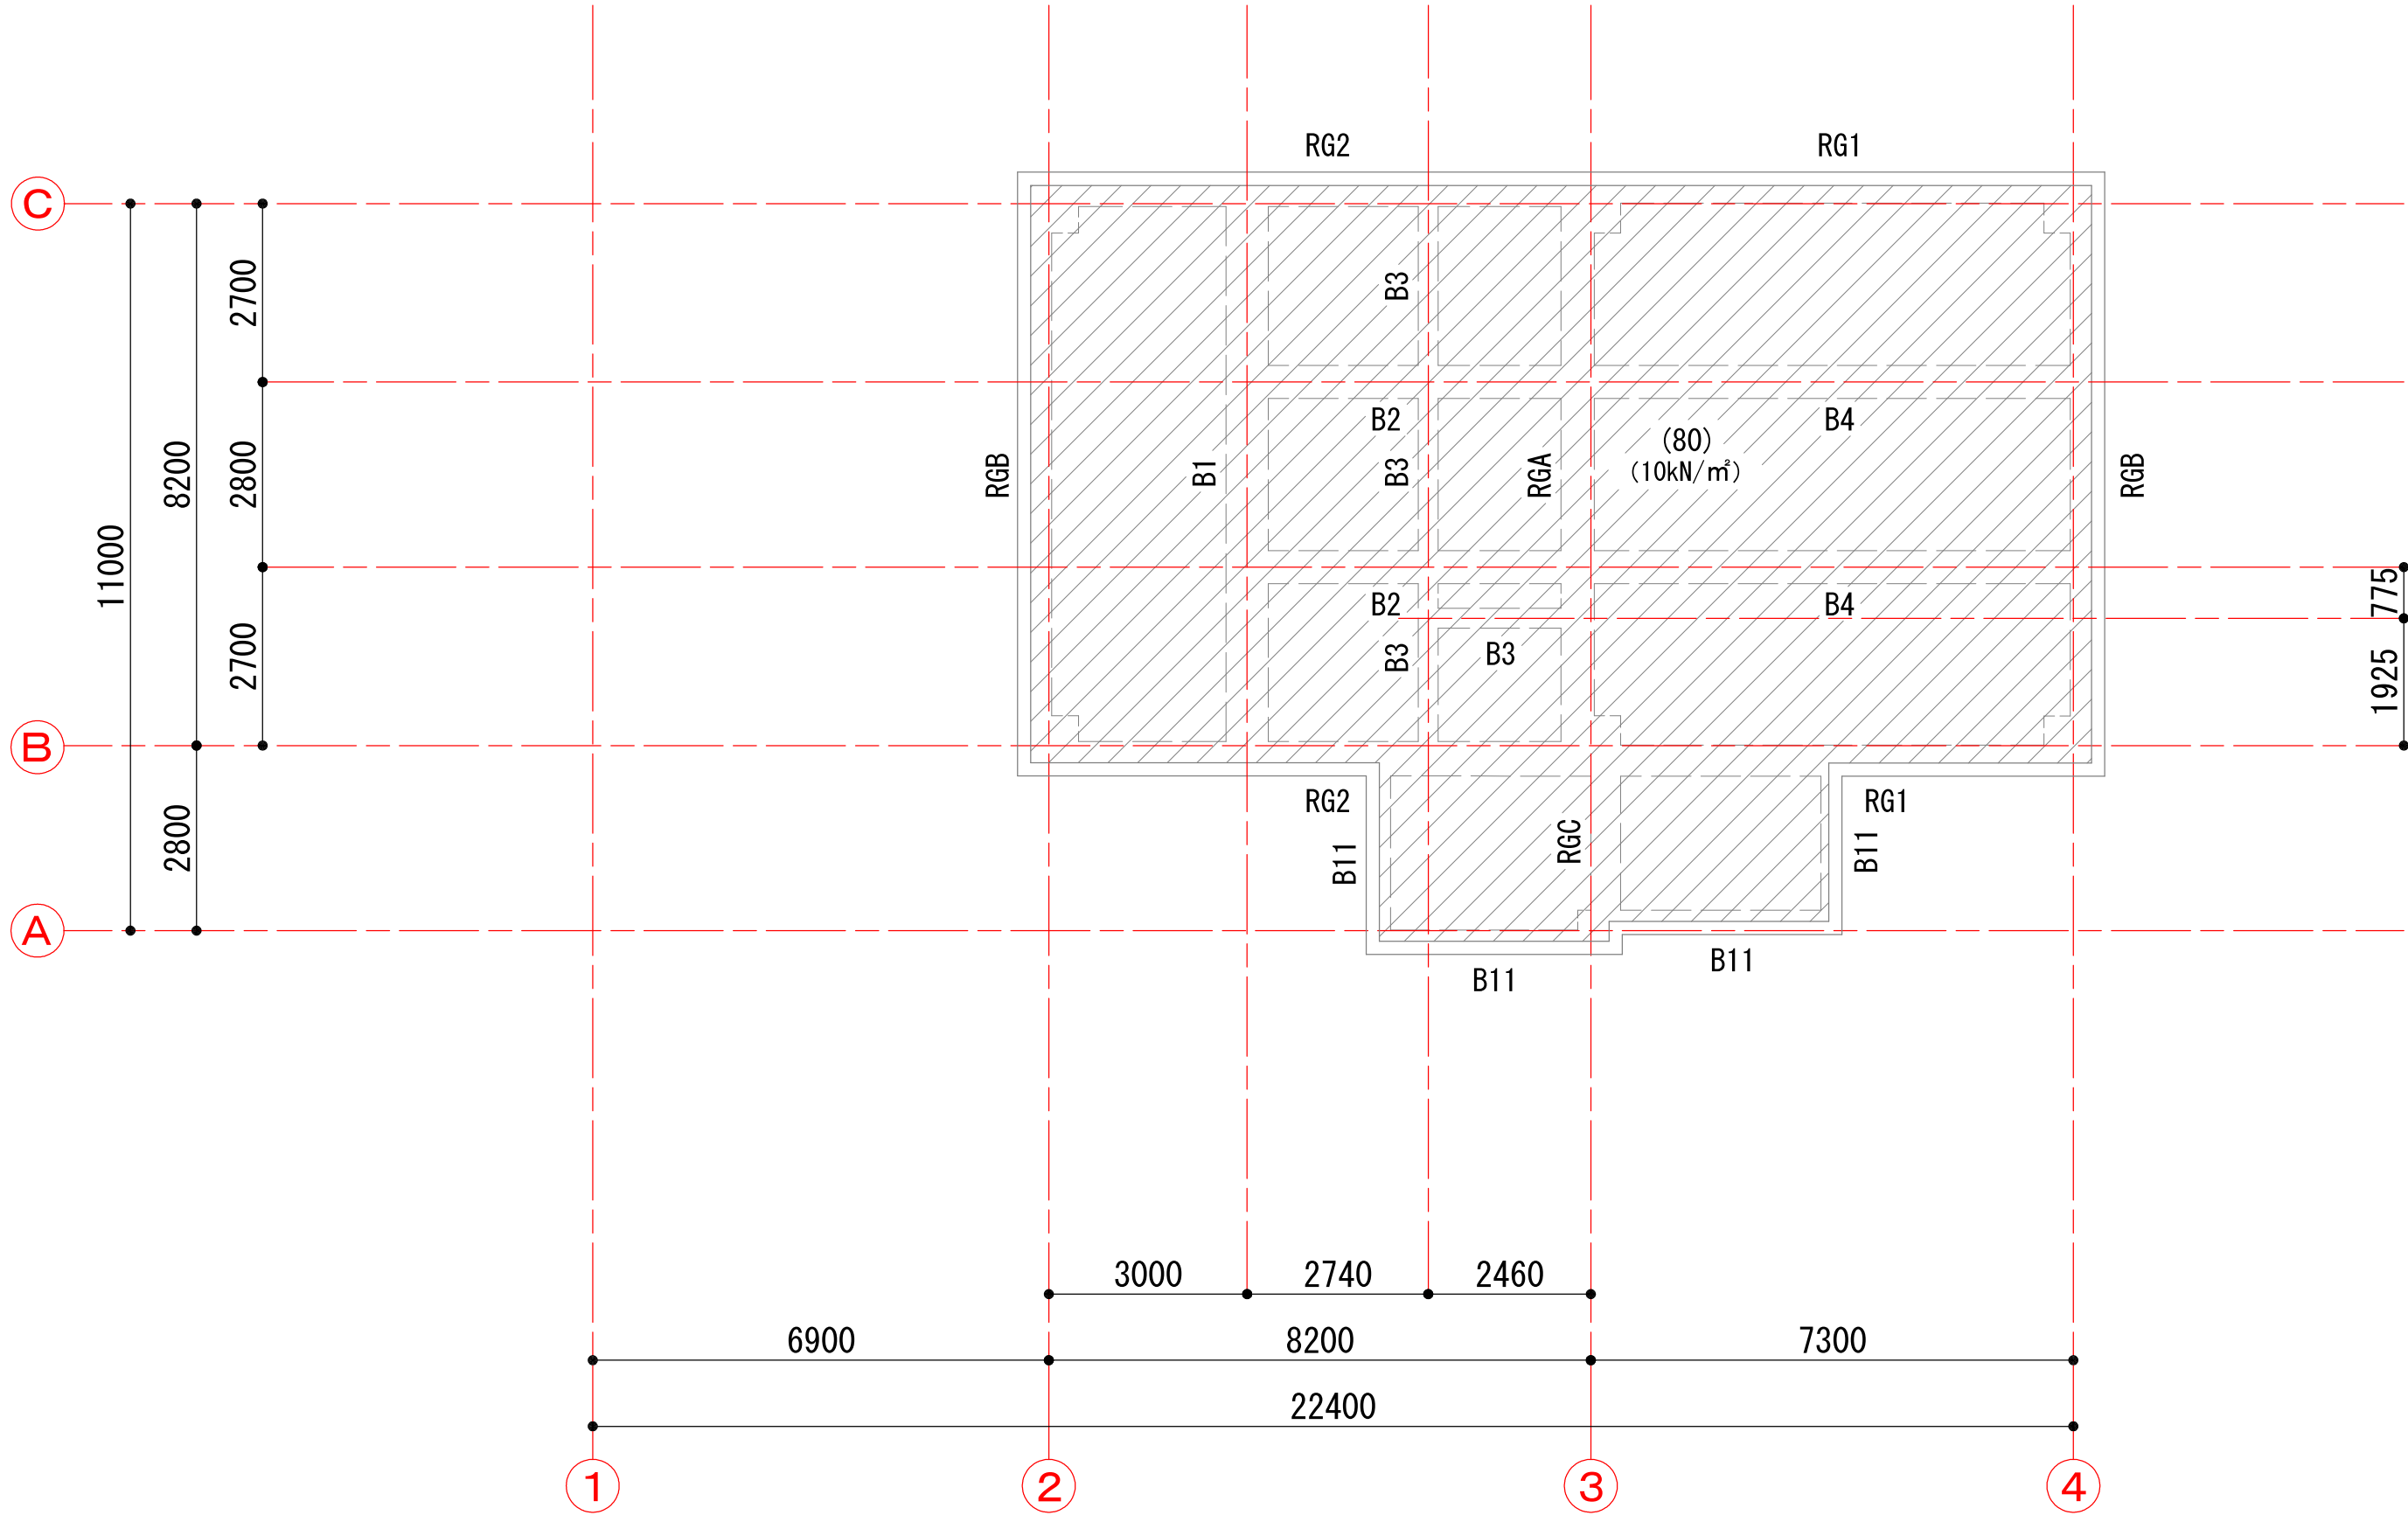 RG2
RG1
C
2700
B3
B2
B4
(80)
(10kN/㎡)
8200
2800
RGB
B1
B3
RGA
RGB
11000
775
B2
B4
2700
B3
B3
1925
B
RG2
RG1
2800
B11
RGC
B11
A
B11
B11
3000
2740
2460
6900
8200
7300
22400
1
2
3
4